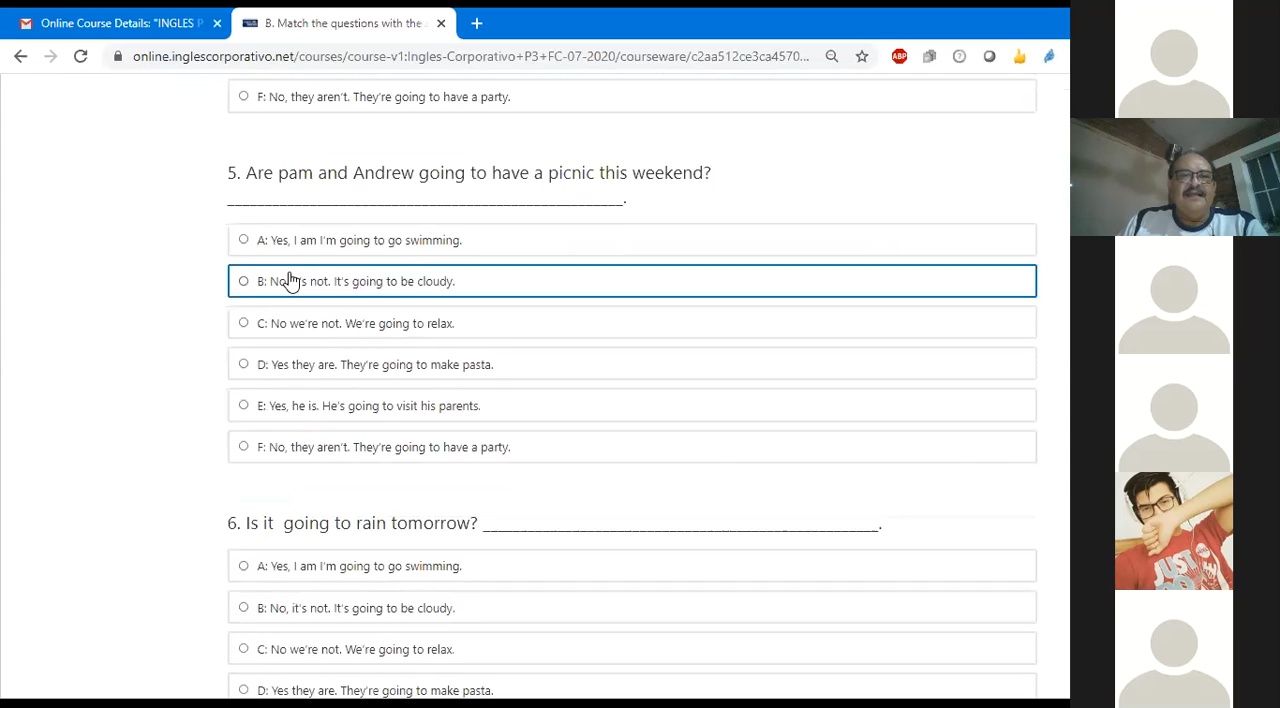 Online Course Details: "INGLES P
B. Match the questions with the
online.inglescorporativo.net/courses/course-v1:Ingles-Corporativo+P3+FC-07-2020/courseware/c2aa512ce3ca4570...
ABP
F: No, they aren't. They're going to have a party.
5. Are pam and Andrew going to have a picnic this weekend?
_______________________________________________.
A: Yes, I am I'm going to go swimming.
B: No, it's not. It's going to be cloudy.
C: No we're not. We're going to relax.
D: Yes they are. They're going to make pasta.
E: Yes, he is. He's going to visit his parents.
F: No, they aren't. They're going to have a party.
6. Is it going to rain tomorrow? _______________________________________________.
A: Yes, I am I'm going to go swimming.
B: No, it's not. It's going to be cloudy.
C: No we're not. We're going to relax.
D: Yes they are. They're going to make pasta.
JUST